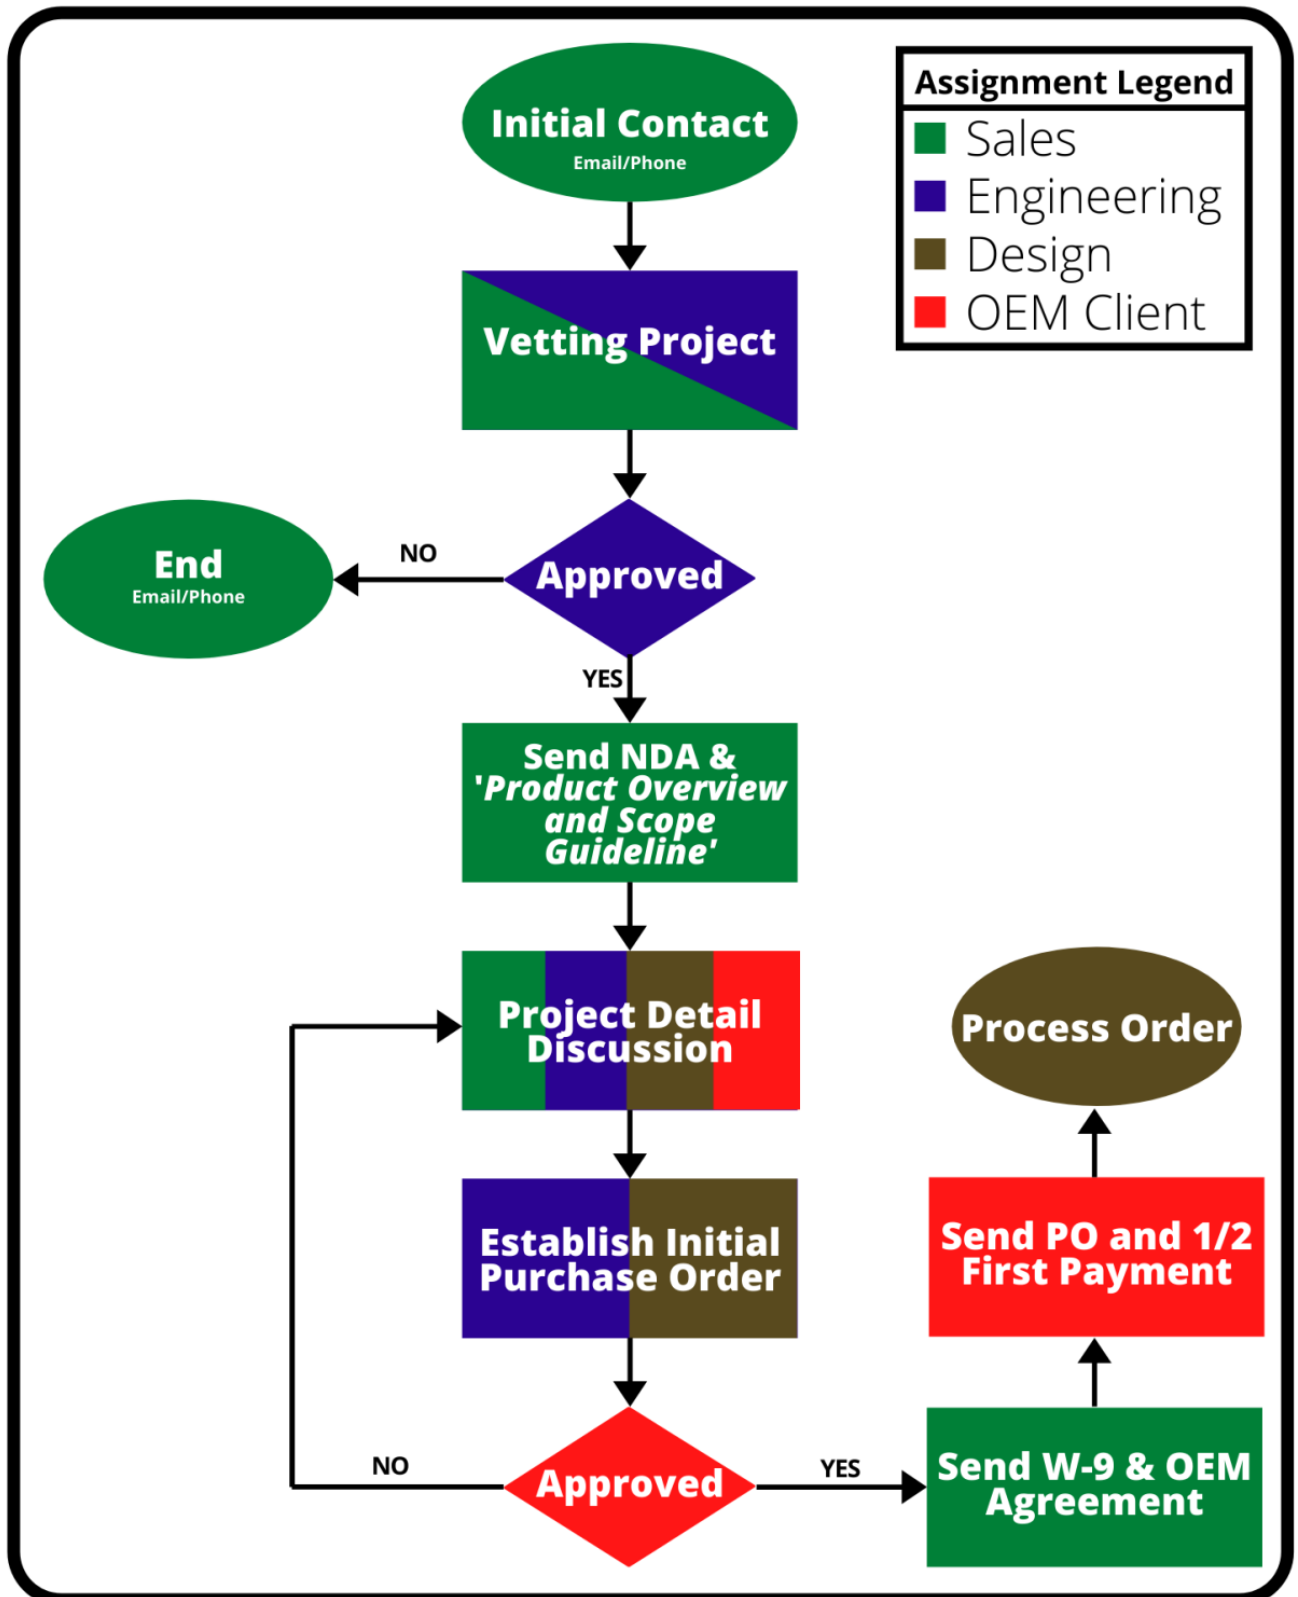 Initial Contact
Email/Phone
Assignment Legend
Sales
Engineering
Design
OEM Client
Vetting Project
Approved
NO
End
Email/Phone
YES
Send NDA &
'Product Overview
and Scope
Guideline'
Project Detail
Discussion
Establish Initial
Purchase Order
Approved
NO
YES
Send W-9 & OEM
Agreement
Send PO and 1/2
First Payment
Process Order